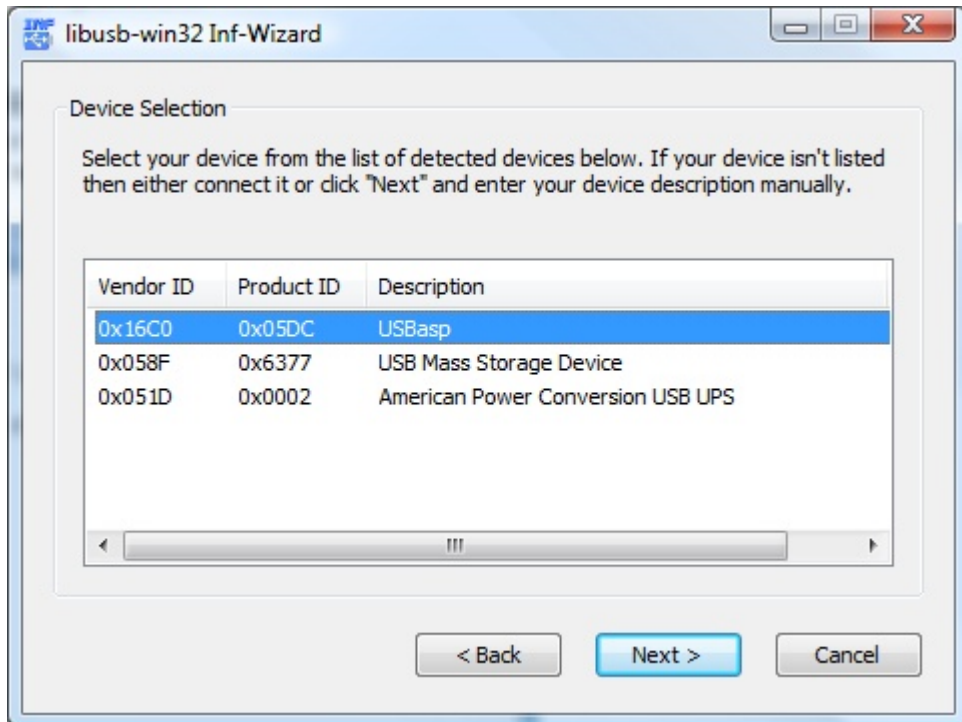 libusb-win32 Inf-Wizard
Device Selection
Select your device from the list of detected devices below. If your device isn't listed
then either connect it or click "Next" and enter your device description manually.
Vendor ID Product ID Description
0x16C0 0x05DC USBasp
0x058F 0x6377 USB Mass Storage Device
0x051D 0x0002 American Power Conversion USB UPS
< Back Next > Cancel